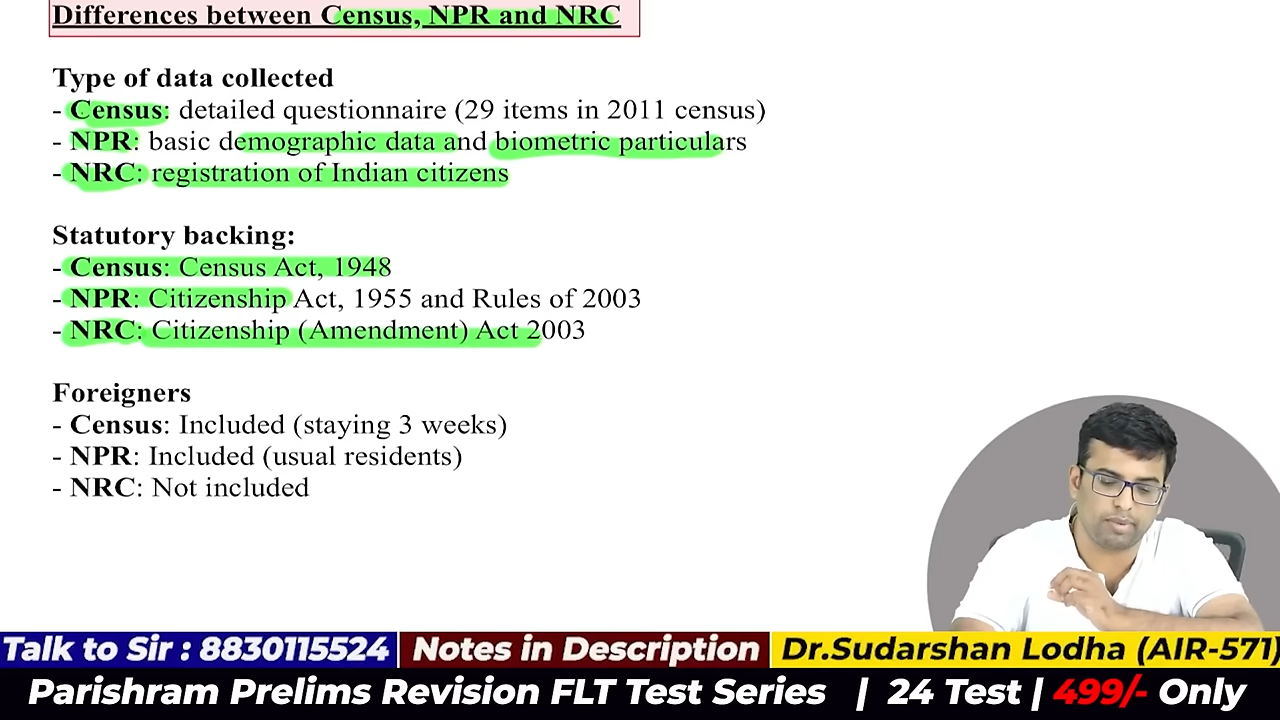 Differences between Census, NPR and NRC
Type of data collected
- Census: detailed questionnaire (29 items in 2011 census)
- NPR: basic demographic data and biometric particulars
- NRC: registration of Indian citizens
Statutory backing:
- Census: Census Act, 1948
- NPR: Citizenship Act, 1955 and Rules of 2003
- NRC: Citizenship (Amendment) Act 2003
Foreigners
- Census: Included (staying 3 weeks)
- NPR: Included (usual residents)
- NRC: Not included
Talk to Sir : 8830115524 Notes in Description Dr.Sudarshan Lodha (AIR-571)
Parishram Prelims Revision FLT Test Series | 24 Test | 499/- Only